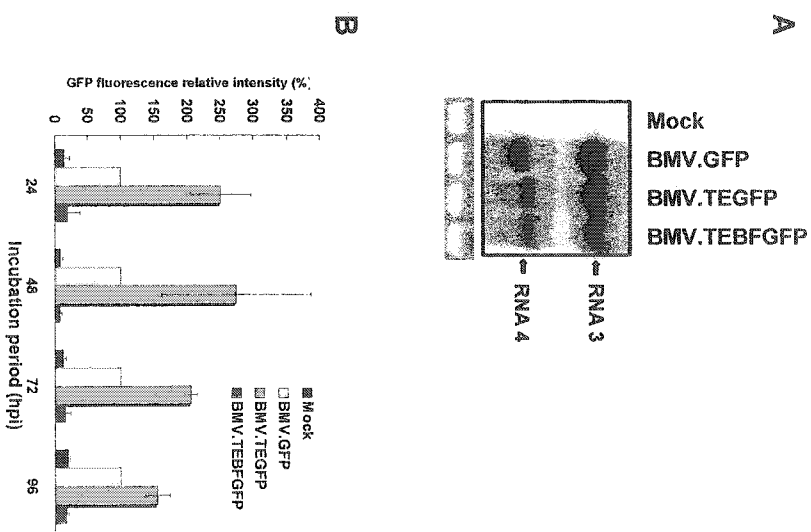 A
Mock
BMV.GFP
BMV.TEGFP
BMV.TEBFGFP
RNA 3
RNA 4
B
GFP fluorescence relative intensity (%)
400
350
300
250
200
150
100
50
0
24
48
72
96
Incubation period (hpi)
Mock
BMV.GFP
BMV.TEGFP
BMV.TEBFGFP